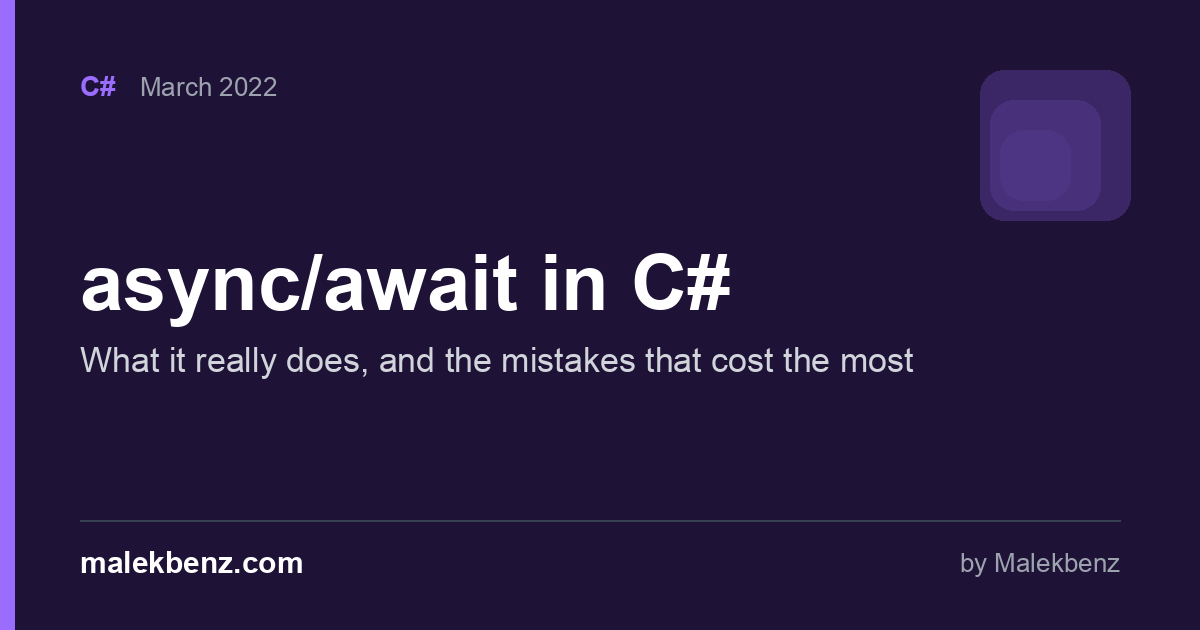 C# March 2022
async/await in C#
What it really does, and the mistakes that cost the most
malekbenz.com
by Malekbenz